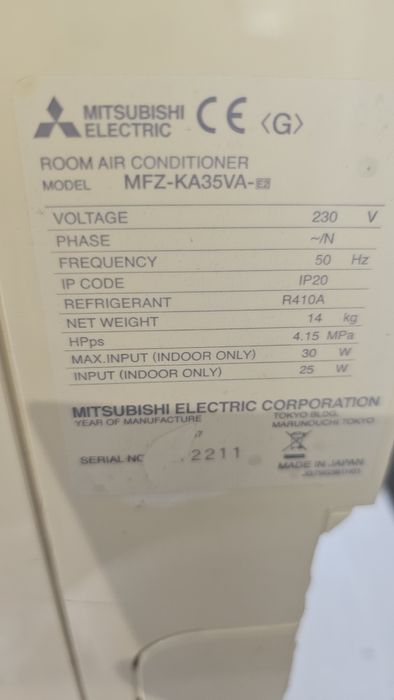 MITSUBISHI ELECTRIC CE <G>
ROOM AIR CONDITIONER
MODEL MFZ-KA35VA-E2
VOLTAGE 230 V
PHASE ~/N
FREQUENCY 50 Hz
IP CODE IP20
REFRIGERANT R410A
NET WEIGHT 14 kg
HPps 4.15 MPa
MAX.INPUT (INDOOR ONLY) 30 W
INPUT (INDOOR ONLY) 25 W
MITSUBISHI ELECTRIC CORPORATION
TOKYO BLDG.
YEAR OF MANUFACTURE MARUNOUCHI TOKYO
SERIAL NO 2211
MADE IN JAPAN